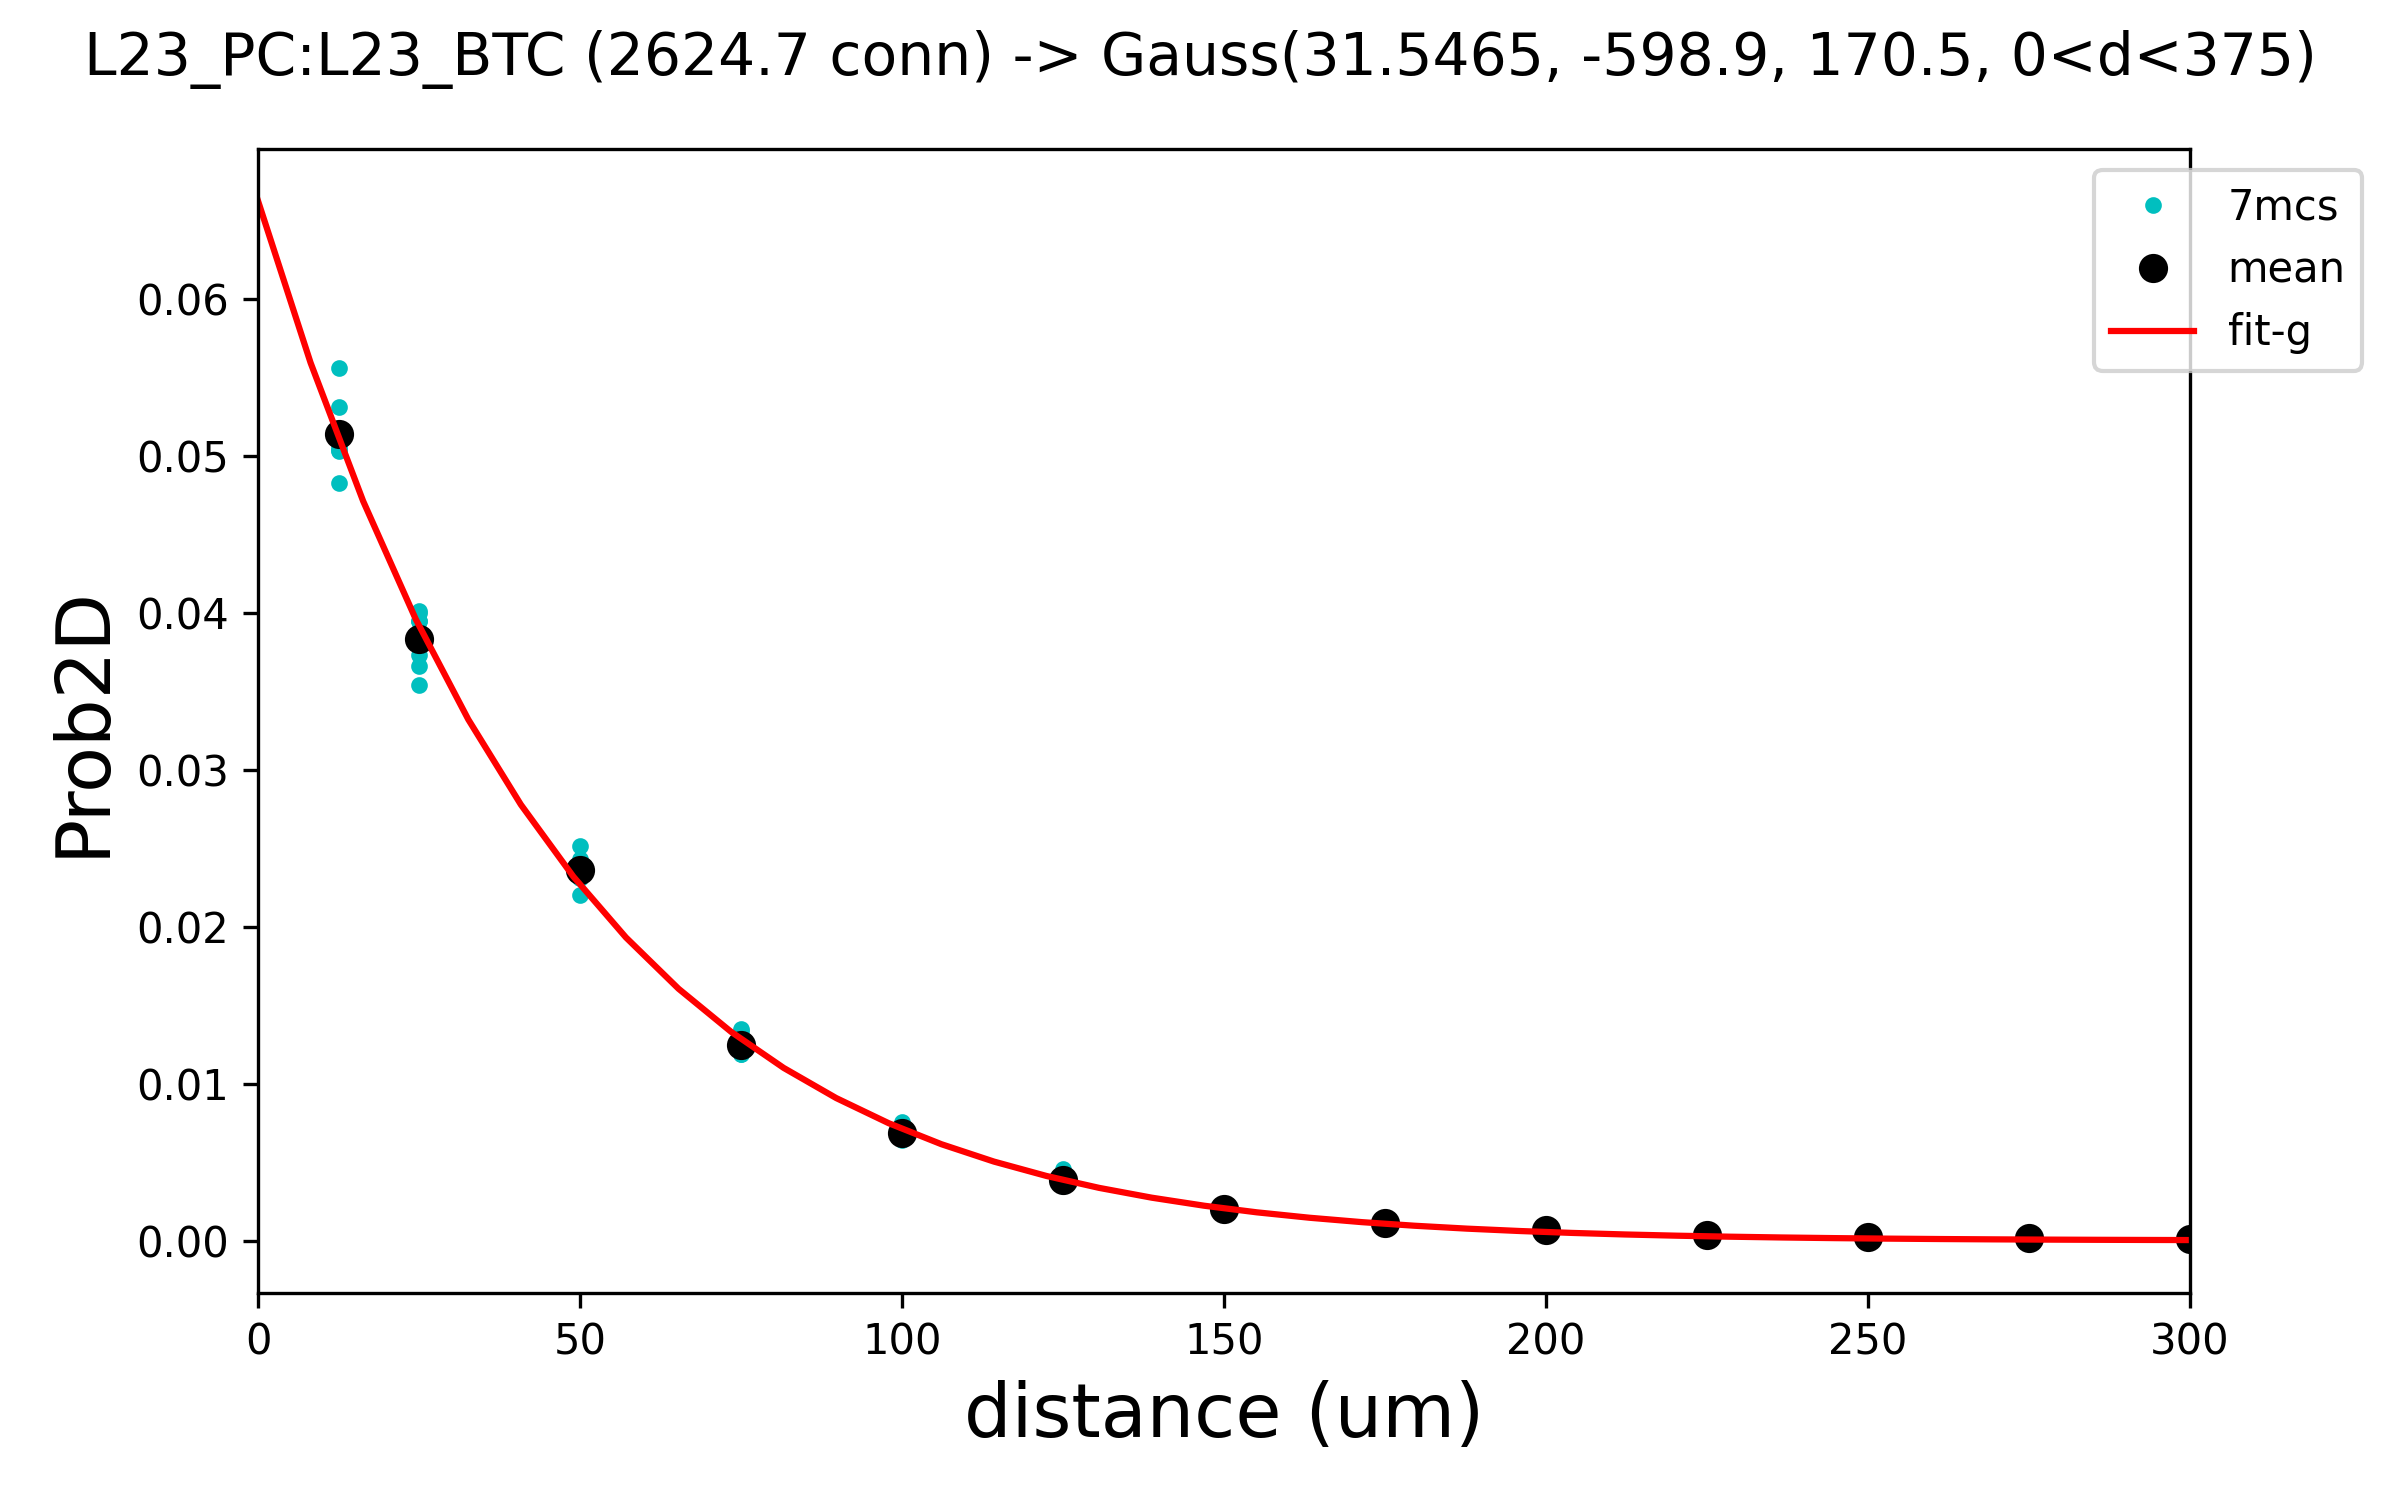 L23_PC:L23_BTC (2624.7 conn) -> Gauss(31.5465, -598.9, 170.5, 0<d<375)
7mcs
mean
fit-g
Prob2D
0.06
0.05
0.04
0.03
0.02
0.01
0.00
0 50 100 150 200 250 300
distance (um)